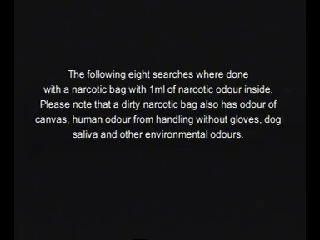 The following eight searches where done
with a narcotic bag with 1ml of narcotic odour inside.
Please note that a dirty narcotic bag also has odour of
canvas, human odour from handling without gloves, dog
saliva and other environmental odours.